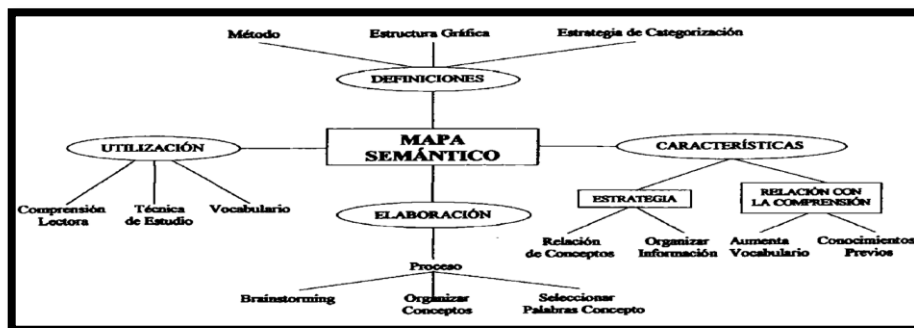 Método
Estructura Gráfica
Estrategia de Categorización
DEFINICIONES
MAPA
SEMÁNTICO
UTILIZACIÓN
CARACTERÍSTICAS
Comprensión
Lectora
Técnica
de Estudio
Vocabulario
ELABORACIÓN
ESTRATEGIA
RELACIÓN CON
LA COMPRENSIÓN
Relación
de Conceptos
Organizar
Información
Aumenta
Vocabulario
Conocimientos
Previos
Proceso
Brainstorming
Organizar
Conceptos
Seleccionar
Palabras Concepto